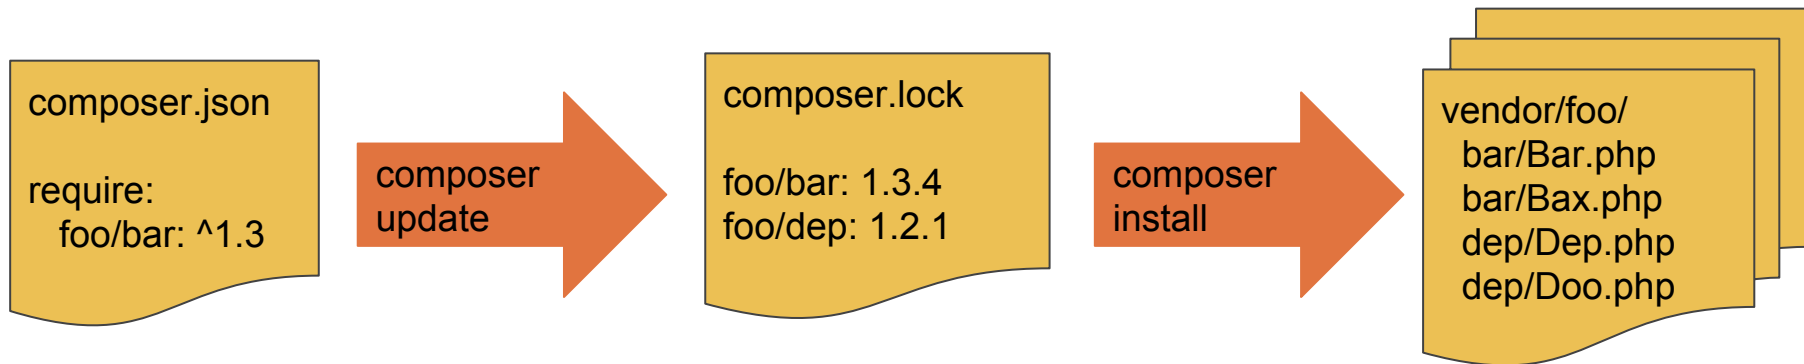 composer.json
require:
foo/bar: ^1.3
composer
update
composer.lock
foo/bar: 1.3.4
foo/dep: 1.2.1
composer
install
vendor/foo/
bar/Bar.php
bar/Bax.php
dep/Dep.php
dep/Doo.php